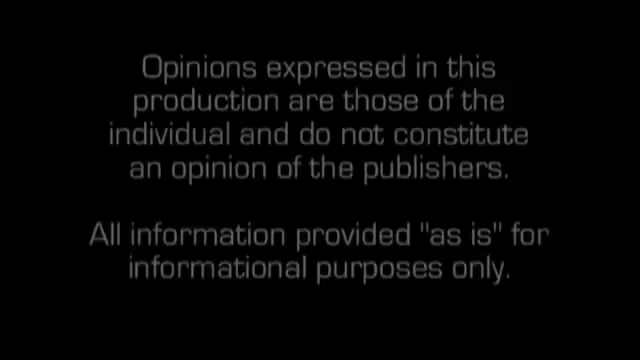 Opinions expressed in this
production are those of the
individual and do not constitute
an opinion of the publishers.
All information provided "as is" for
informational purposes only.